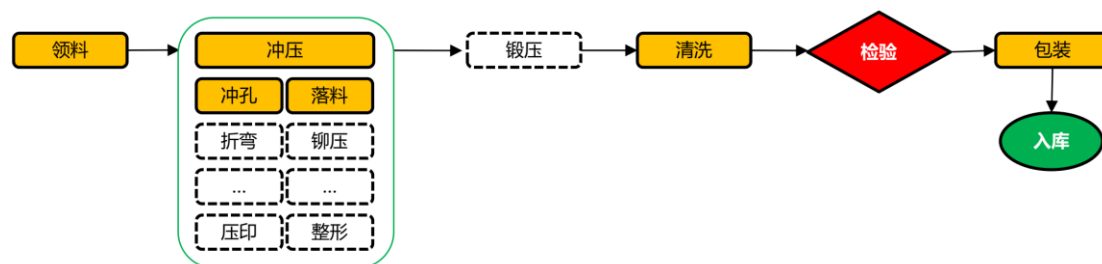 领料
冲压
冲孔 落料
折弯 铆压
... ...
压印 整形
锻压
清洗
检验
包装
入库